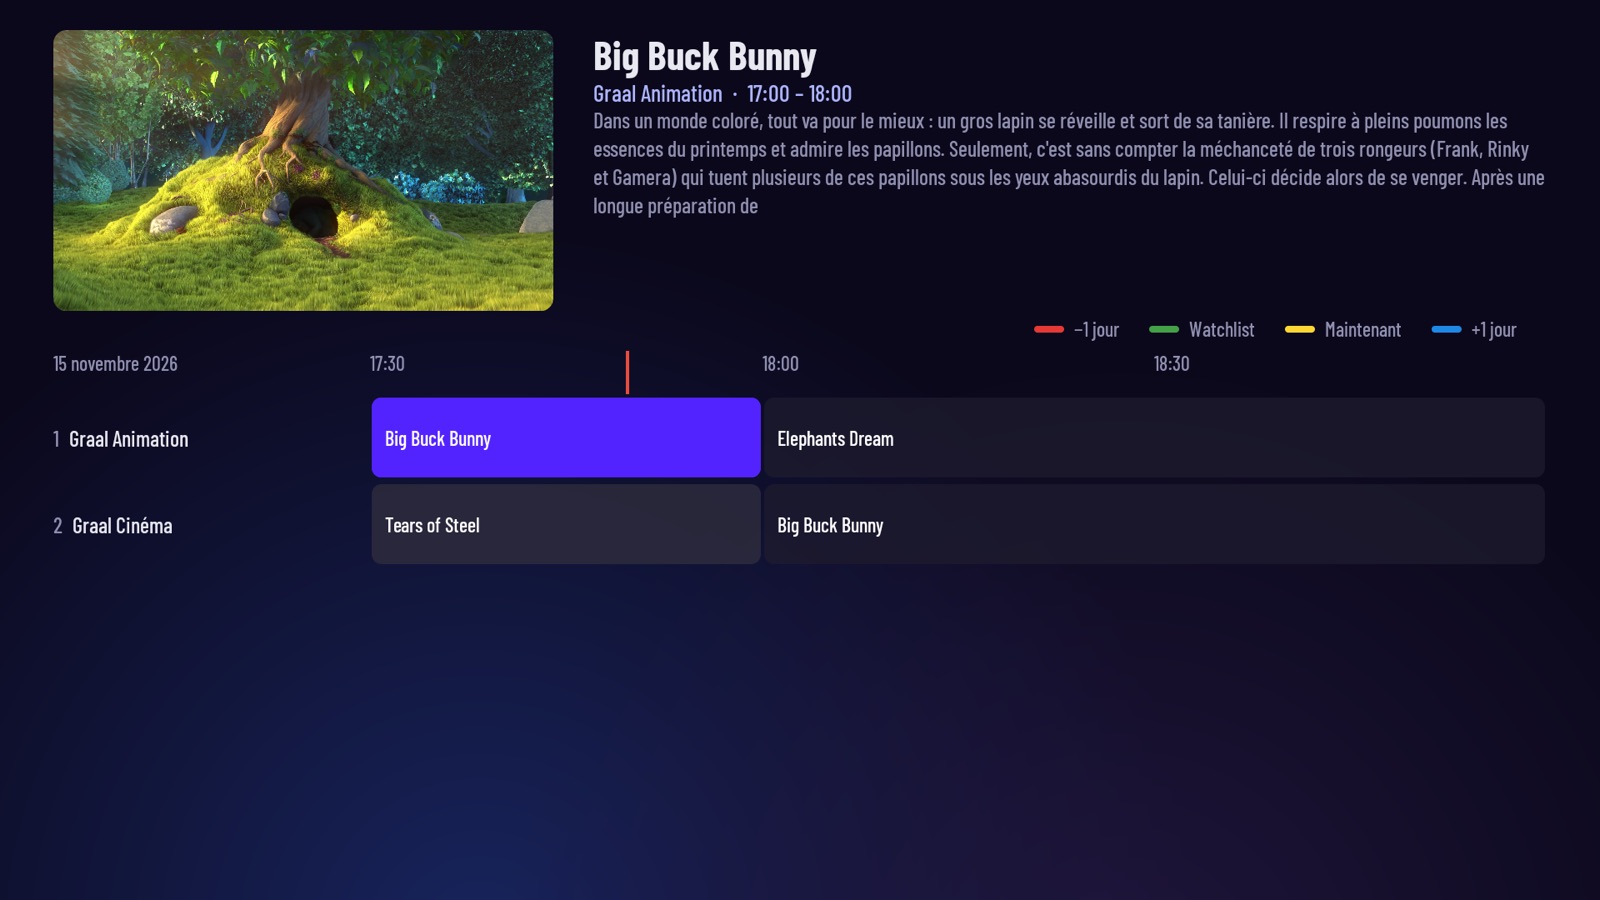 Big Buck Bunny
Graal Animation · 17:00 – 18:00
Dans un monde coloré, tout va pour le mieux : un gros lapin se réveille et sort de sa tanière. Il respire à pleins poumons les
essences du printemps et admire les papillons. Seulement, c'est sans compter la méchanceté de trois rongeurs (Frank, Rinky
et Gamera) qui tuent plusieurs de ces papillons sous les yeux abasourdis du lapin. Celui-ci décide alors de se venger. Après une
longue préparation de
−1 jour Watchlist Maintenant +1 jour
15 novembre 2026 17:30 18:00 18:30
1 Graal Animation Big Buck Bunny Elephants Dream
2 Graal Cinéma Tears of Steel Big Buck Bunny